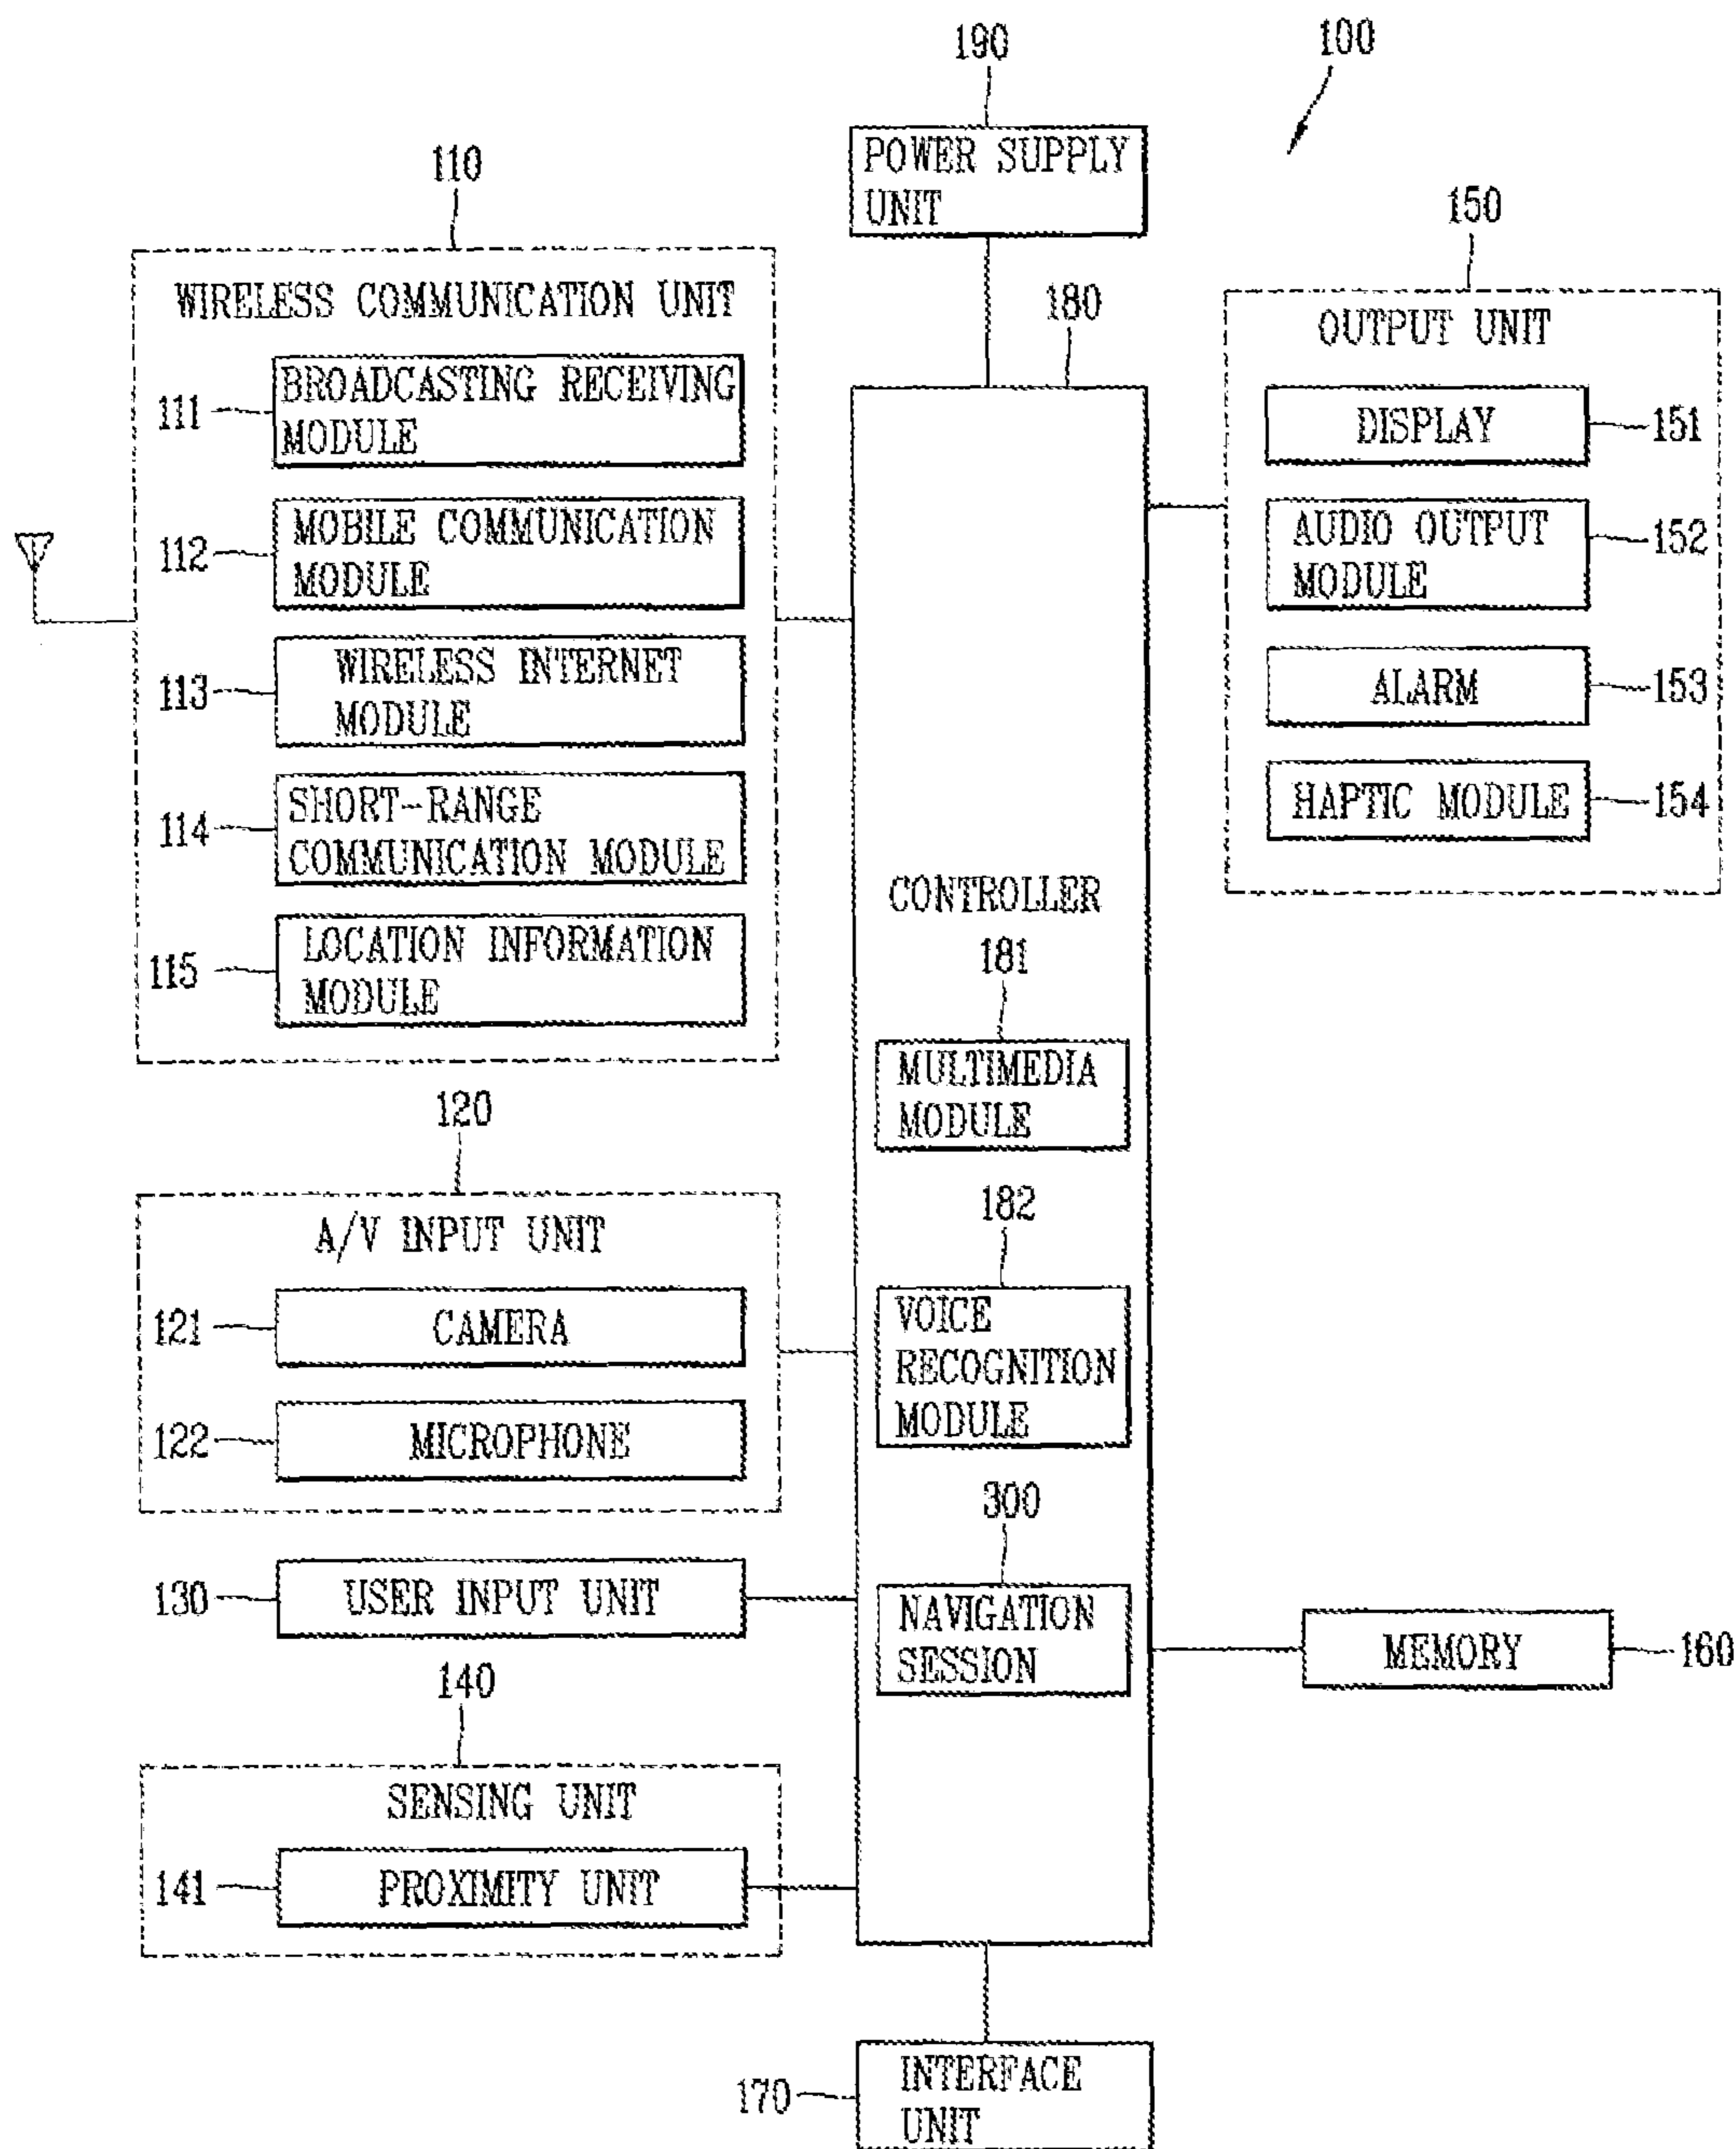 190
100
POWER SUPPLY
UNIT
110
WIRELESS COMMUNICATION UNIT
111
BROADCASTING RECEIVING
MODULE
112
MOBILE COMMUNICATION
MODULE
113
WIRELESS INTERNET
MODULE
114
SHORT-RANGE
COMMUNICATION MODULE
115
LOCATION INFORMATION
MODULE
120
A/V INPUT UNIT
121
CAMERA
122
MICROPHONE
130
USER INPUT UNIT
140
SENSING UNIT
141
PROXIMITY UNIT
180
CONTROLLER
181
MULTIMEDIA
MODULE
182
VOICE
RECOGNITION
MODULE
300
NAVIGATION
SESSION
150
OUTPUT UNIT
DISPLAY
151
AUDIO OUTPUT
MODULE
152
ALARM
153
HAPTIC MODULE
154
MEMORY
160
170
INTERFACE
UNIT